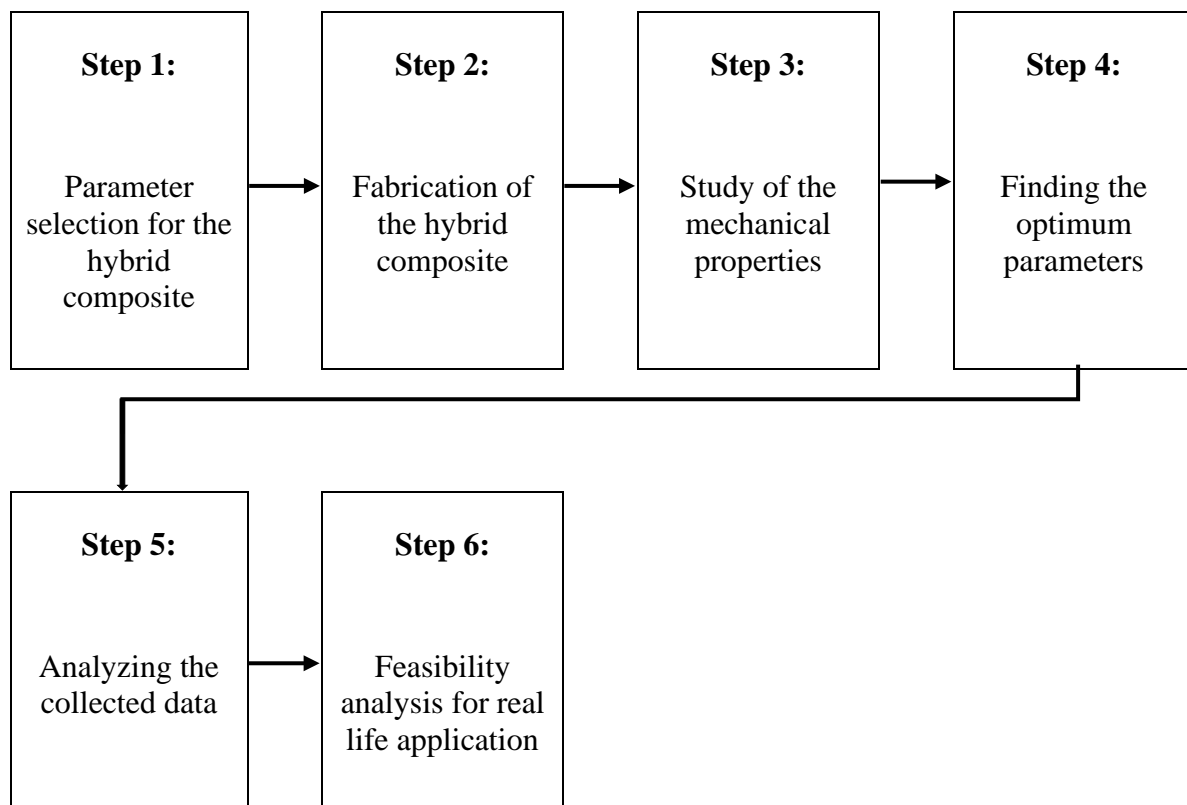 Step 1:
Parameter
selection for the
hybrid
composite
Step 2:
Fabrication of
the hybrid
composite
Step 3:
Study of the
mechanical
properties
Step 4:
Finding the
optimum
parameters
Step 5:
Analyzing the
collected data
Step 6:
Feasibility
analysis for real
life application